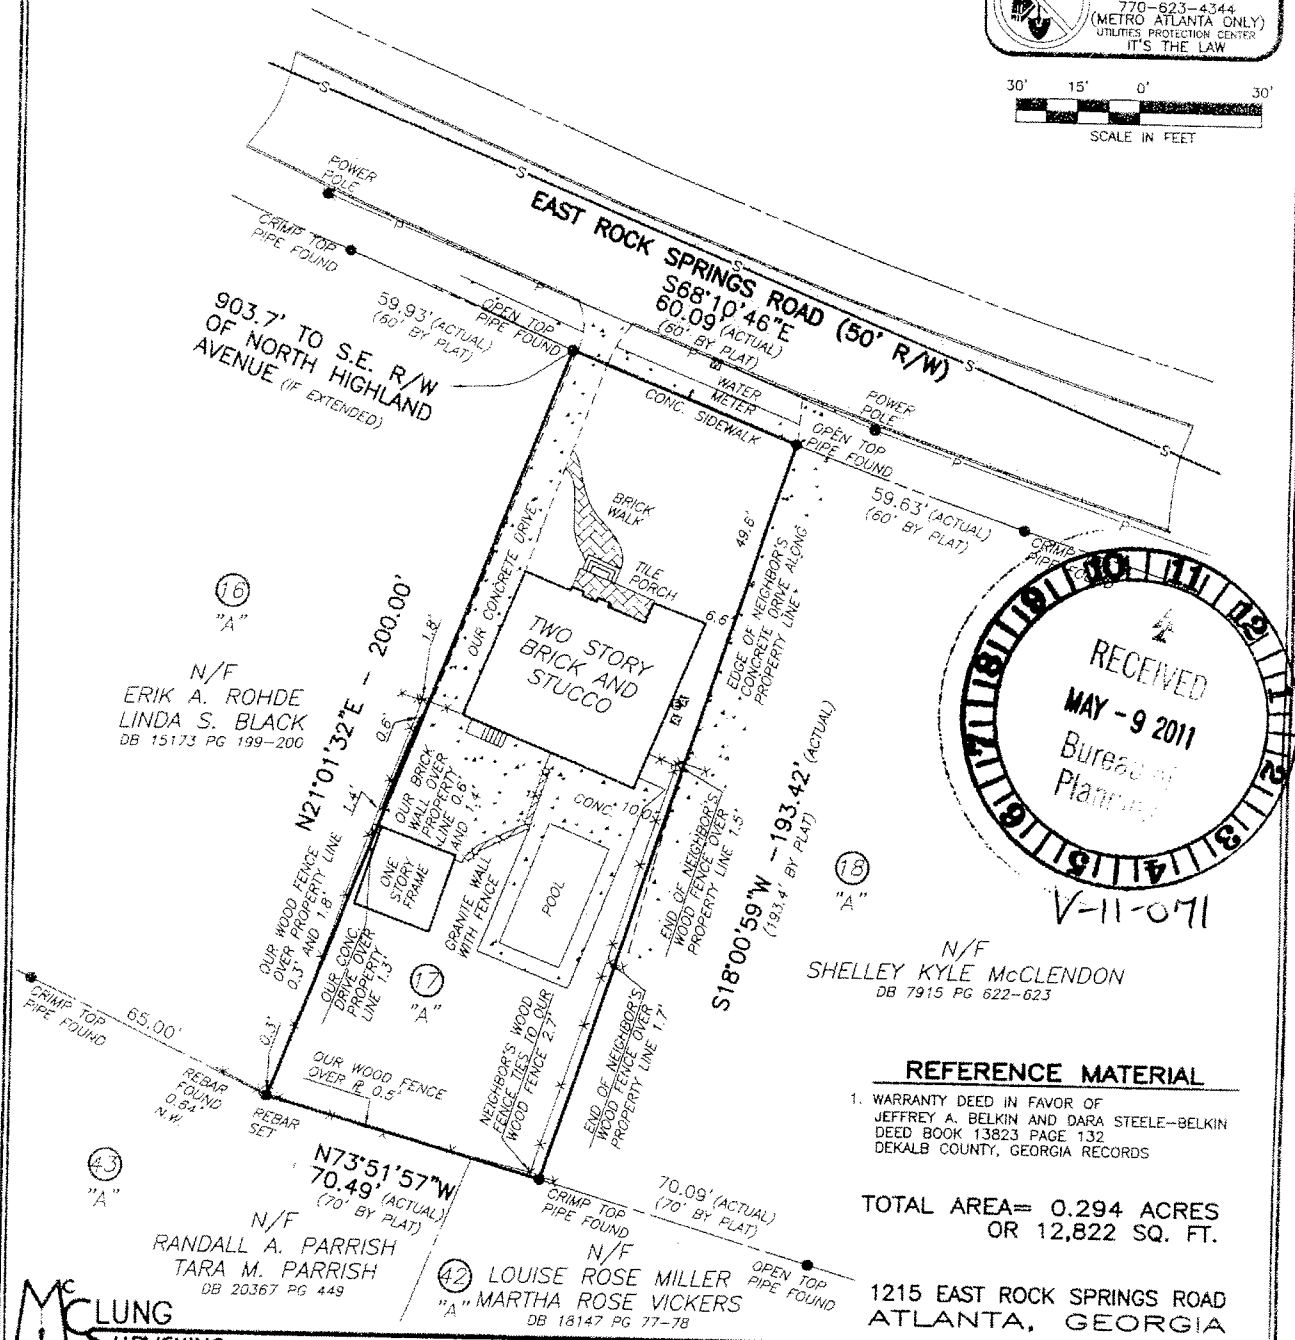 770-623-4344
(METRO ATLANTA ONLY)
UTILITIES PROTECTION CENTER
IT'S THE LAW
30' 15' 0' 30'
SCALE IN FEET
EAST ROCK SPRINGS ROAD (50' R/W)
S68°10'46"E
60.09' (ACTUAL)
(60' BY PLAT)
POWER
POLE
CRIMP TOP
PIPE FOUND
59.93' (ACTUAL)
(60' BY PLAT)
OPEN TOP
PIPE FOUND
903.7' TO S.E. R/W
OF NORTH HIGHLAND
AVENUE (IF EXTENDED)
WATER
METER
CONC. SIDEWALK
POWER
POLE
OPEN TOP
PIPE FOUND
59.63' (ACTUAL)
(60' BY PLAT)
CRIMP
PIPE
BRICK
WALK
TILE
PORCH
49.6'
6.6'
OUR CONCRETE DRIVE
EDGE OF NEIGHBOR'S
CONCRETE DRIVE ALONG
PROPERTY LINE
TWO STORY
BRICK AND
STUCCO
16
"A"
N/F
ERIK A. ROHDE
LINDA S. BLACK
DB 15173 PG 199-200
N21°01'32"E - 200.00'
1.8'
0.6'
1.4'
OUR BRICK
WALL OVER
PROPERTY
LINE 0.6'
AND 1.4'
CONC.
10.0'
RECEIVED
MAY - 9 2011
Bureau of
Planning
10 11 12 1 2 3 4 5 6 7 8 9
V-11-071
S18°00'59"W - 193.42' (ACTUAL)
(193.4' BY PLAT)
18
"A"
N/F
SHELLEY KYLE McCLENDON
DB 7915 PG 622-623
OUR WOOD FENCE
OVER PROPERTY LINE
0.3' AND 1.8'
ONE
STORY
FRAME
GRANITE WALL
WITH FENCE
POOL
END OF NEIGHBOR'S
WOOD FENCE OVER
PROPERTY LINE 1.5'
OUR CONC.
DRIVE OVER
PROPERTY
LINE 1.3'
17
"A"
CRIMP TOP
PIPE FOUND
65.00'
0.3'
REBAR
FOUND
0.84'
N.W.
REBAR
SET
OUR WOOD FENCE
OVER PL 0.5'
NEIGHBOR'S WOOD
FENCE TIES TO OUR
WOOD FENCE 2.7'
END OF NEIGHBOR'S
WOOD FENCE OVER
PROPERTY LINE 1.7'
N73°51'57"W
70.49' (ACTUAL)
(70' BY PLAT)
43
"A"
N/F
RANDALL A. PARRISH
TARA M. PARRISH
DB 20367 PG 449
CRIMP TOP
PIPE FOUND
70.09' (ACTUAL)
(70' BY PLAT)
OPEN TOP
PIPE FOUND
N/F
42
"A"
LOUISE ROSE MILLER
MARTHA ROSE VICKERS
DB 18147 PG 77-78
REFERENCE MATERIAL
1. WARRANTY DEED IN FAVOR OF
JEFFREY A. BELKIN AND DARA STEELE-BELKIN
DEED BOOK 13823 PAGE 132
DEKALB COUNTY, GEORGIA RECORDS
TOTAL AREA= 0.294 ACRES
OR 12,822 SQ. FT.
1215 EAST ROCK SPRINGS ROAD
ATLANTA, GEORGIA
McCLUNG